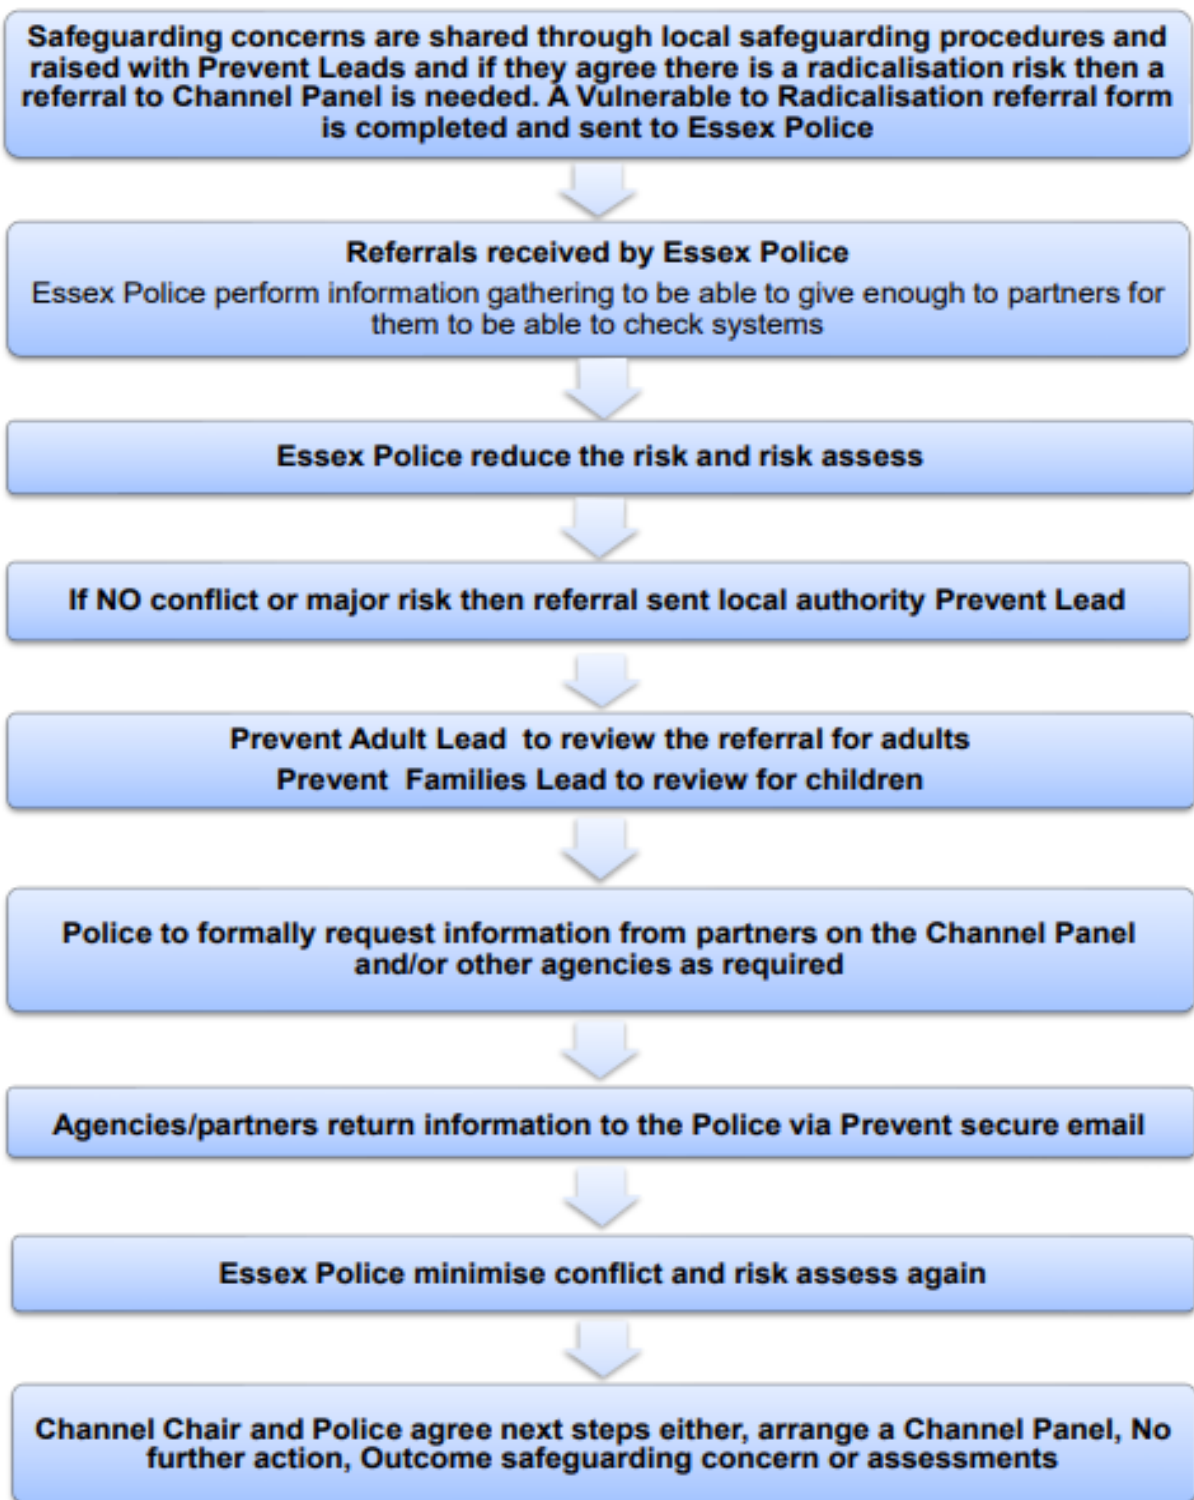 Safeguarding concerns are shared through local safeguarding procedures and
raised with Prevent Leads and if they agree there is a radicalisation risk then a
referral to Channel Panel is needed. A Vulnerable to Radicalisation referral form
is completed and sent to Essex Police
Referrals received by Essex Police
Essex Police perform information gathering to be able to give enough to partners for
them to be able to check systems
Essex Police reduce the risk and risk assess
If NO conflict or major risk then referral sent local authority Prevent Lead
Prevent Adult Lead to review the referral for adults
Prevent Families Lead to review for children
Police to formally request information from partners on the Channel Panel
and/or other agencies as required
Agencies/partners return information to the Police via Prevent secure email
Essex Police minimise conflict and risk assess again
Channel Chair and Police agree next steps either, arrange a Channel Panel, No
further action, Outcome safeguarding concern or assessments